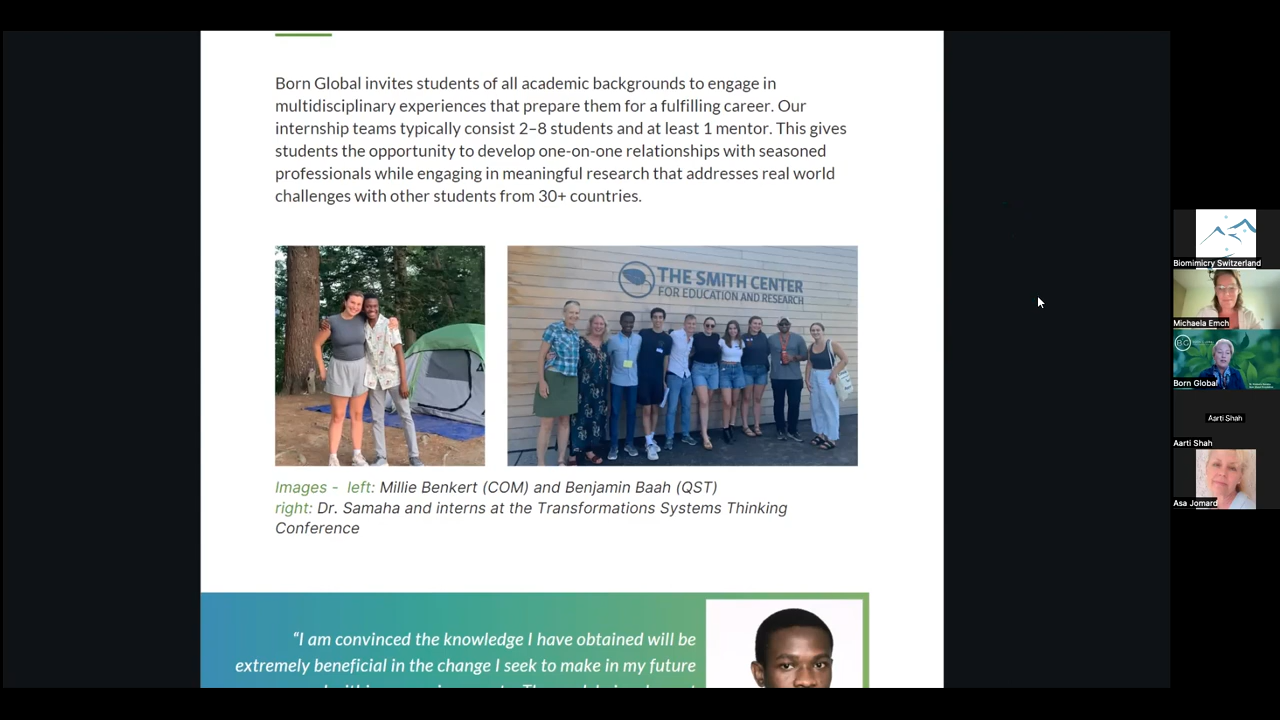 Born Global invites students of all academic backgrounds to engage in
multidisciplinary experiences that prepare them for a fulfilling career. Our
internship teams typically consist 2–8 students and at least 1 mentor. This gives
students the opportunity to develop one-on-one relationships with seasoned
professionals while engaging in meaningful research that addresses real world
challenges with other students from 30+ countries.
THE SMITH CENTER
FOR EDUCATION AND RESEARCH
Images - left: Millie Benkert (COM) and Benjamin Baah (QST)
right: Dr. Samaha and interns at the Transformations Systems Thinking
Conference
“I am convinced the knowledge I have obtained will be
extremely beneficial in the change I seek to make in my future
Biomimicry Switzerland
Michaela Emch
Born Global
Aarti Shah
Aarti Shah
Asa Jomard